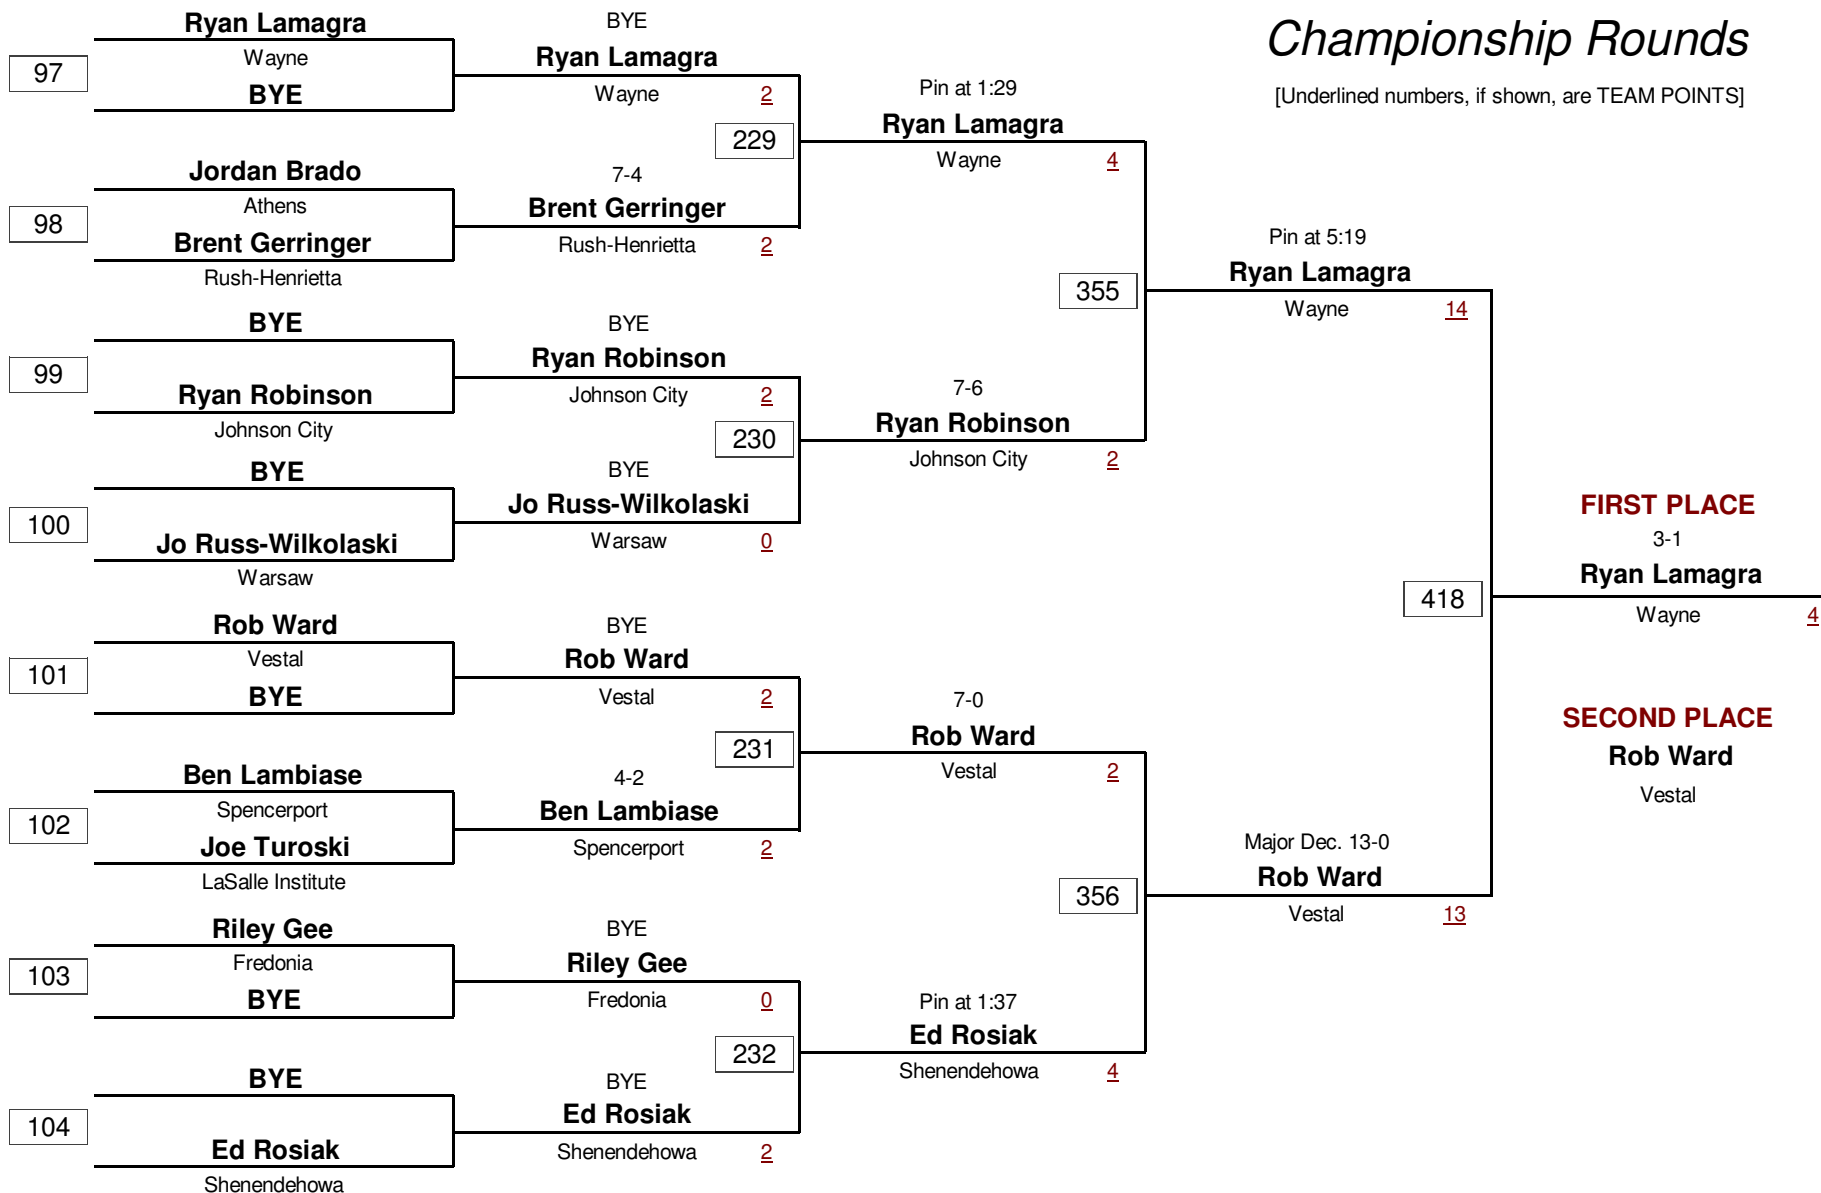 Championship Rounds
[Underlined numbers, if shown, are TEAM POINTS]
Ryan Lamagra
Wayne
97
BYE
Jordan Brado
Athens
98
Brent Gerringer
Rush-Henrietta
BYE
99
Ryan Robinson
Johnson City
BYE
100
Jo Russ-Wilkolaski
Warsaw
Rob Ward
Vestal
101
BYE
Ben Lambiase
Spencerport
102
Joe Turoski
LaSalle Institute
Riley Gee
Fredonia
103
BYE
BYE
104
Ed Rosiak
Shenendehowa
BYE
Ryan Lamagra
Wayne 2
229
7-4
Brent Gerringer
Rush-Henrietta 2
BYE
Ryan Robinson
Johnson City 2
230
BYE
Jo Russ-Wilkolaski
Warsaw 0
BYE
Rob Ward
Vestal 2
231
4-2
Ben Lambiase
Spencerport 2
BYE
Riley Gee
Fredonia 0
232
BYE
Ed Rosiak
Shenendehowa 2
Pin at 1:29
Ryan Lamagra
Wayne 4
355
7-6
Ryan Robinson
Johnson City 2
7-0
Rob Ward
Vestal 2
356
Pin at 1:37
Ed Rosiak
Shenendehowa 4
Pin at 5:19
Ryan Lamagra
Wayne 14
418
Major Dec. 13-0
Rob Ward
Vestal 13
FIRST PLACE
3-1
Ryan Lamagra
Wayne 4
SECOND PLACE
Rob Ward
Vestal